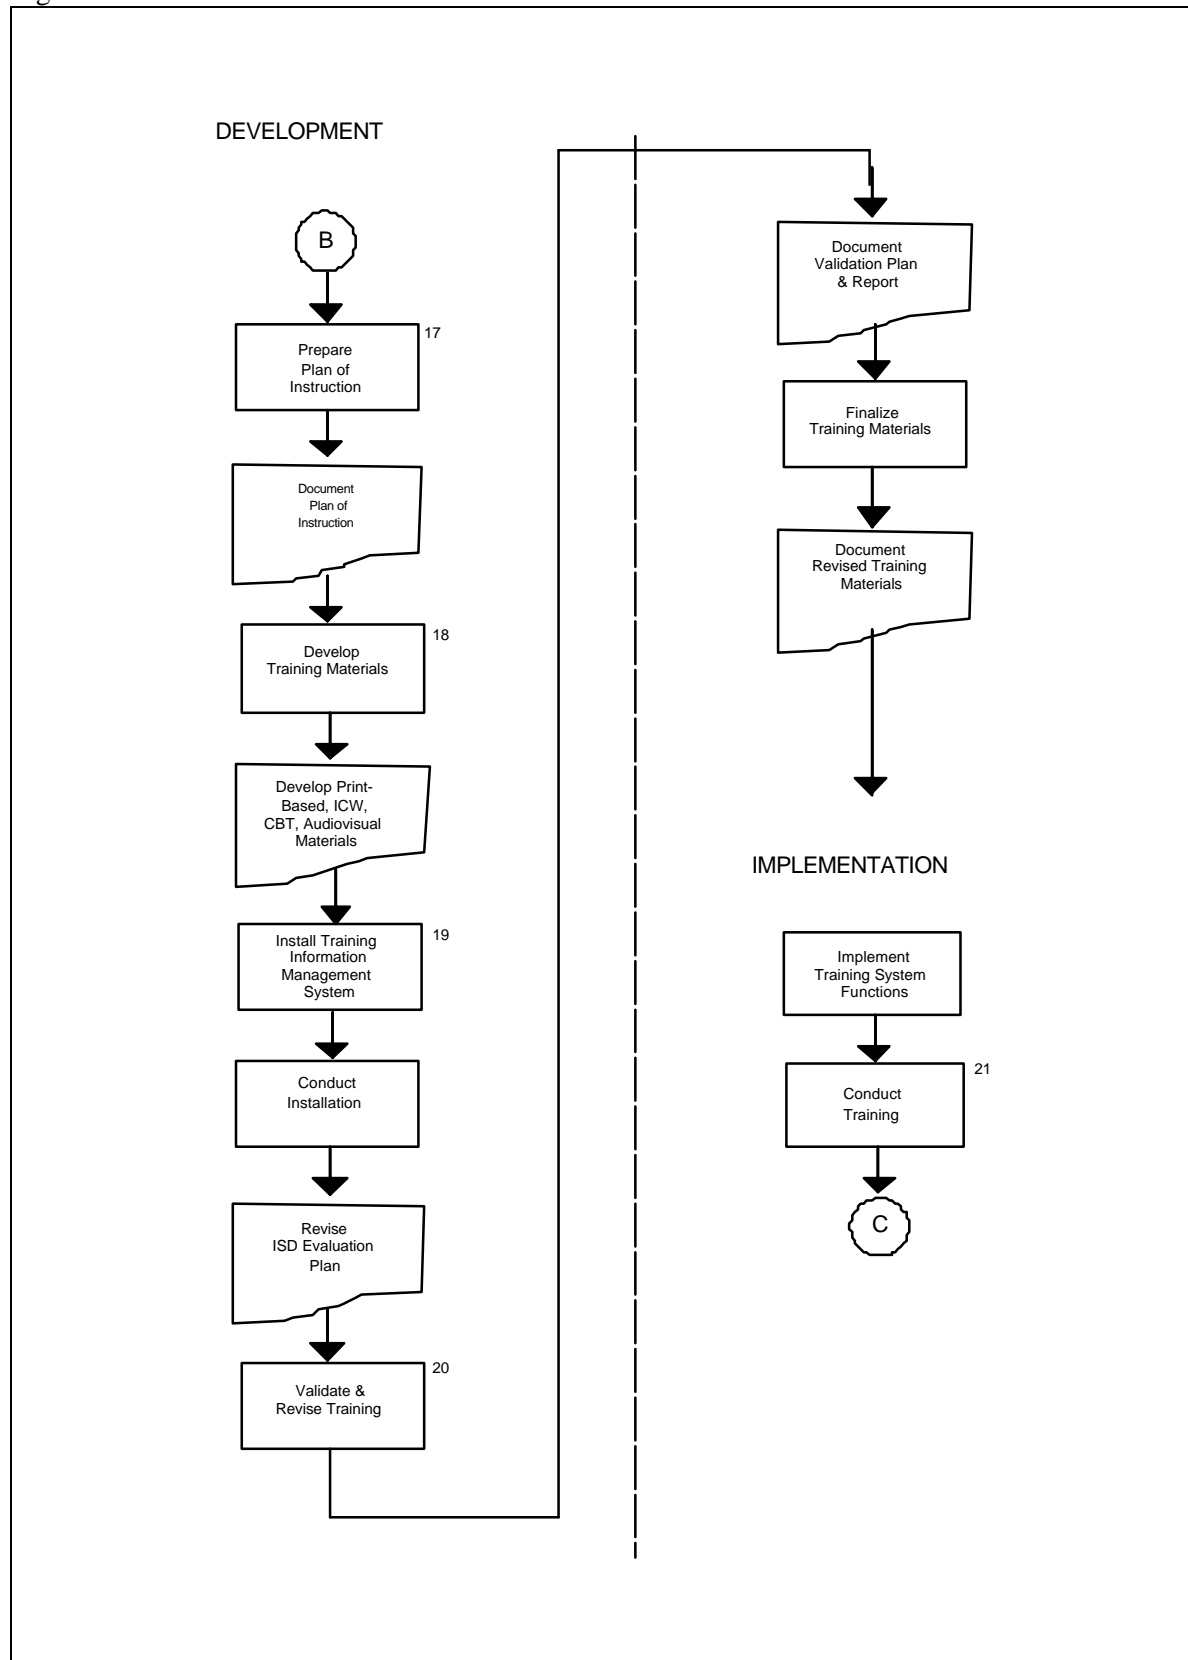 DEVELOPMENT
B
17
Prepare
Plan of
Instruction
Document
Plan of
Instruction
18
Develop
Training Materials
Develop Print-
Based, ICW,
CBT, Audiovisual
Materials
19
Install Training
Information
Management
System
Conduct
Installation
Revise
ISD Evaluation
Plan
20
Validate &
Revise Training
Document
Validation Plan
& Report
Finalize
Training Materials
Document
Revised Training
Materials
IMPLEMENTATION
Implement
Training System
Functions
21
Conduct
Training
C